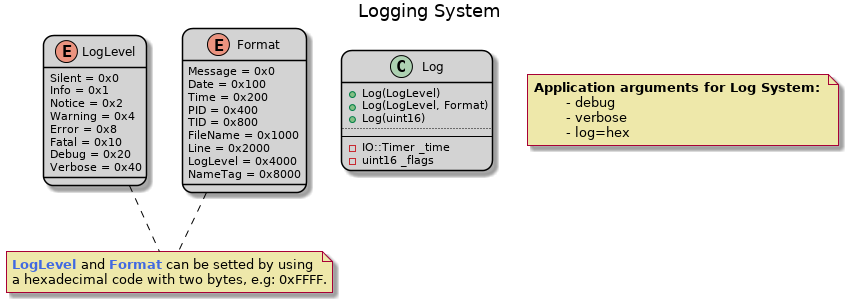 Logging System
E LogLevel
Silent = 0x0
Info = 0x1
Notice = 0x2
Warning = 0x4
Error = 0x8
Fatal = 0x10
Debug = 0x20
Verbose = 0x40
E Format
Message = 0x0
Date = 0x100
Time = 0x200
PID = 0x400
TID = 0x800
FileName = 0x1000
Line = 0x2000
LogLevel = 0x4000
NameTag = 0x8000
C Log
Log(LogLevel)
Log(LogLevel, Format)
Log(uint16)
IO::Timer _time
uint16 _flags
Application arguments for Log System:
- debug
- verbose
- log=hex
LogLevel and Format can be setted by using
a hexadecimal code with two bytes, e.g: 0xFFFF.